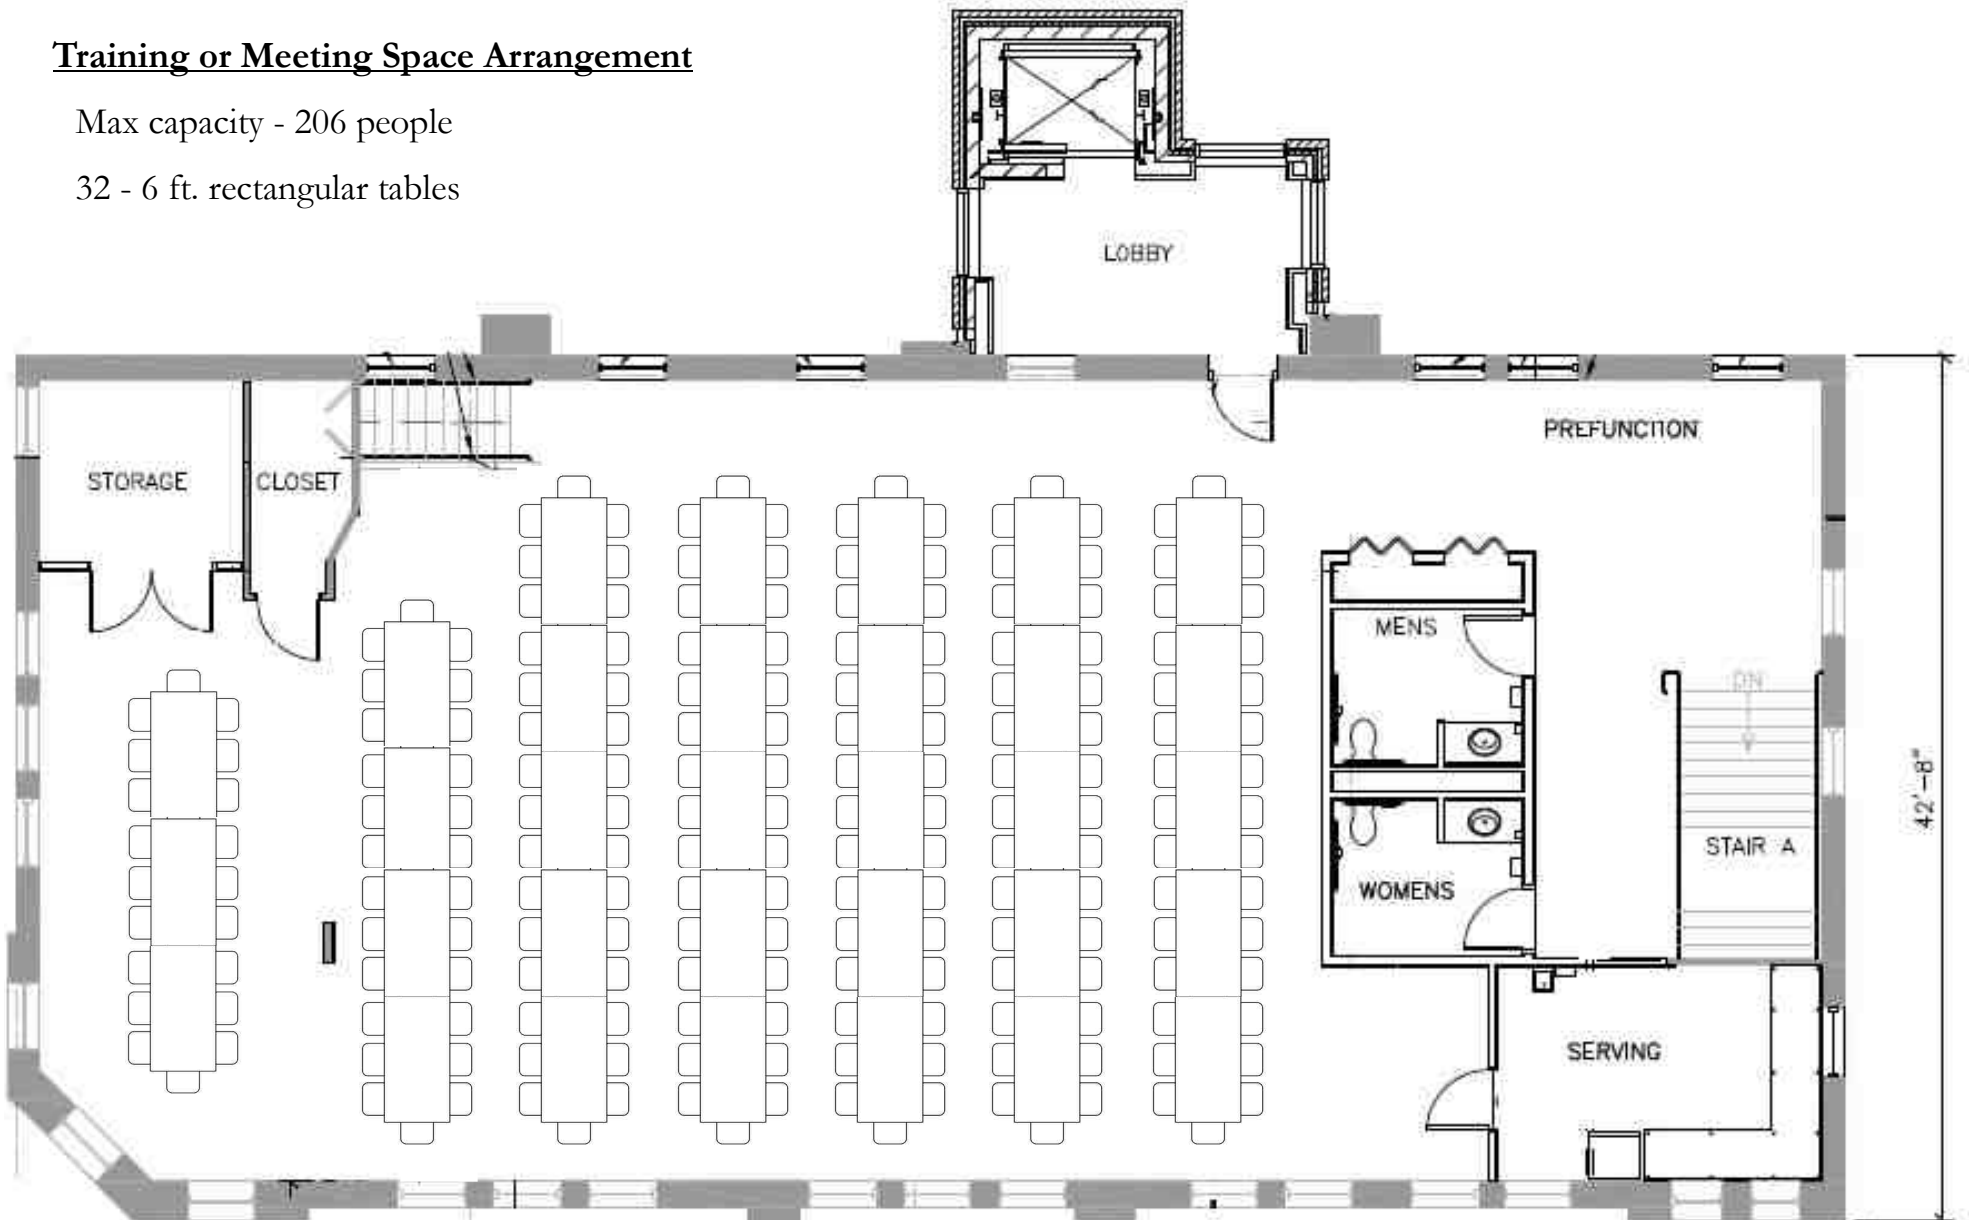 Training or Meeting Space Arrangement
Max capacity - 206 people
32 - 6 ft. rectangular tables
LOBBY
PREFUNCTION
STORAGE
CLOSET
MENS
DN
42'-8"
STAIR A
WOMENS
SERVING